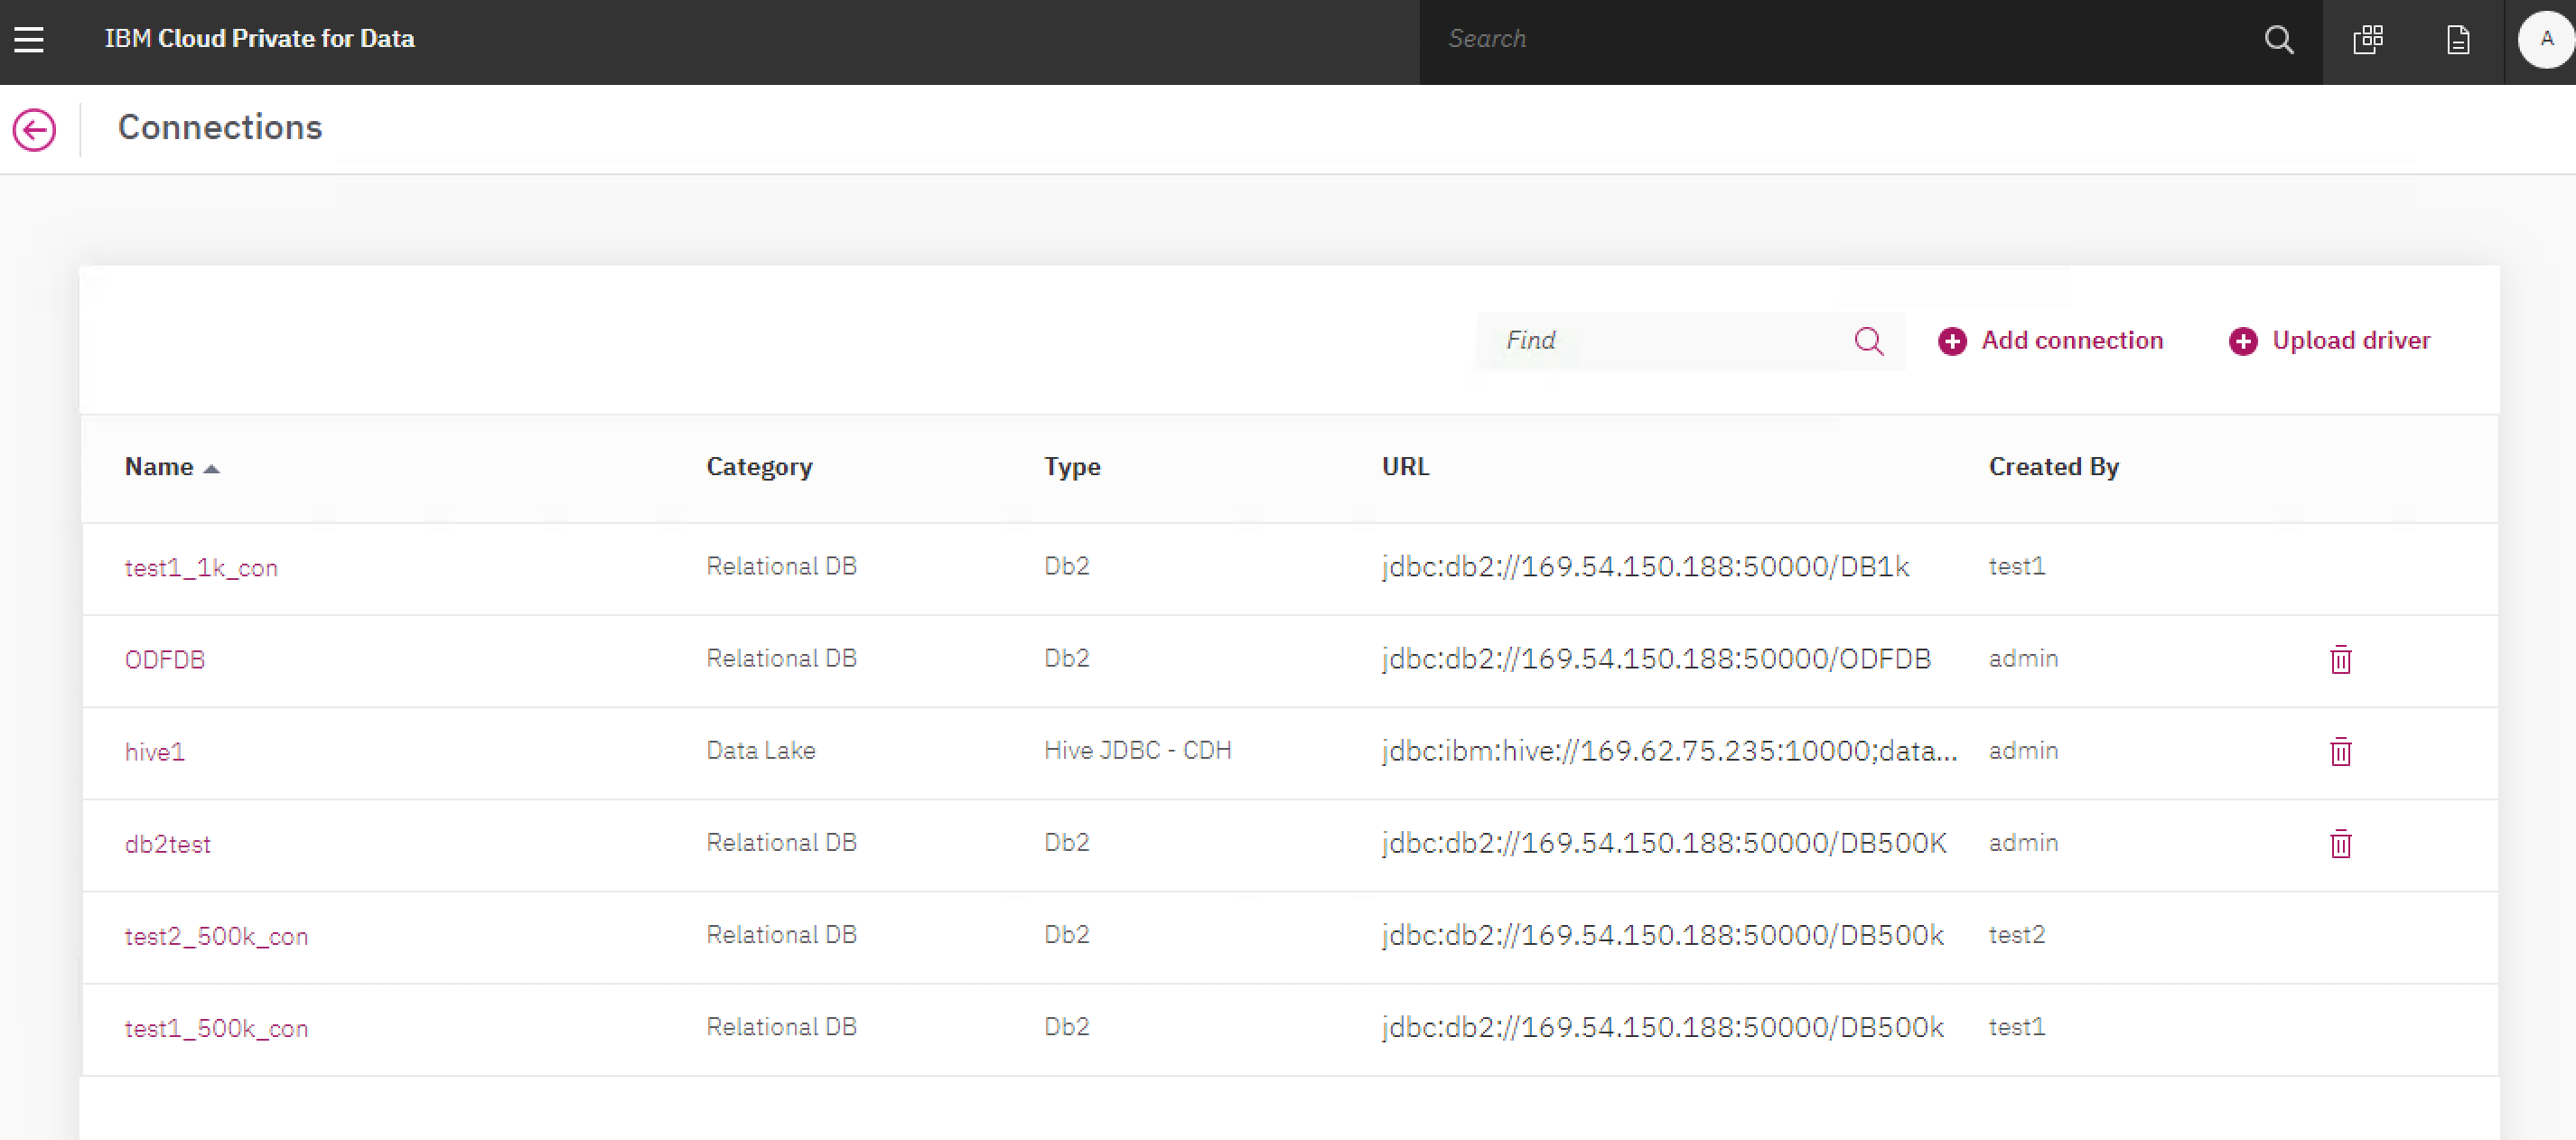 IBM Cloud Private for Data Search A
Connections
Find Add connection Upload driver
Name Category Type URL Created By
test1_1k_con Relational DB Db2 jdbc:db2://169.54.150.188:50000/DB1k test1
ODFDB Relational DB Db2 jdbc:db2://169.54.150.188:50000/ODFDB admin
hive1 Data Lake Hive JDBC - CDH jdbc:ibm:hive://169.62.75.235:10000;data... admin
db2test Relational DB Db2 jdbc:db2://169.54.150.188:50000/DB500K admin
test2_500k_con Relational DB Db2 jdbc:db2://169.54.150.188:50000/DB500k test2
test1_500k_con Relational DB Db2 jdbc:db2://169.54.150.188:50000/DB500k test1